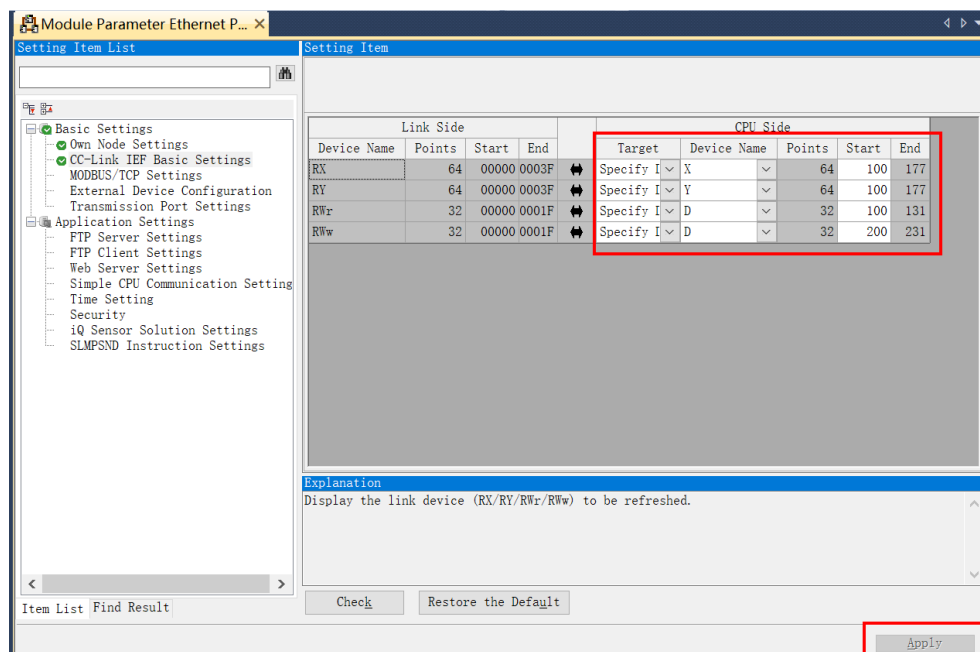 Module Parameter Ethernet P...
Setting Item List
Setting Item
Basic Settings
Own Node Settings
CC-Link IEF Basic Settings
MODBUS/TCP Settings
External Device Configuration
Transmission Port Settings
Application Settings
FTP Server Settings
FTP Client Settings
Web Server Settings
Simple CPU Communication Setting
Time Setting
Security
iQ Sensor Solution Settings
SLMPSND Instruction Settings
Item List Find Result
Link Side CPU Side
Device Name Points Start End Target Device Name Points Start End
RX 64 00000 0003F Specify X 64 100 177
RY 64 00000 0003F Specify Y 64 100 177
RWr 32 00000 0001F Specify D 32 100 131
RWw 32 00000 0001F Specify D 32 200 231
Explanation
Display the link device (RX/RY/RWr/RWw) to be refreshed.
Check Restore the Default
Apply